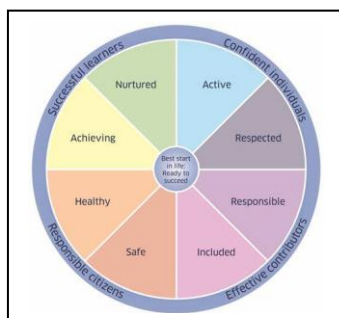 Successful learners
Confident individuals
Nurtured
Active
Achieving
Respected
Best start
in life:
Ready to
succeed
Healthy
Responsible
Safe
Included
Responsible citizens
Effective contributors